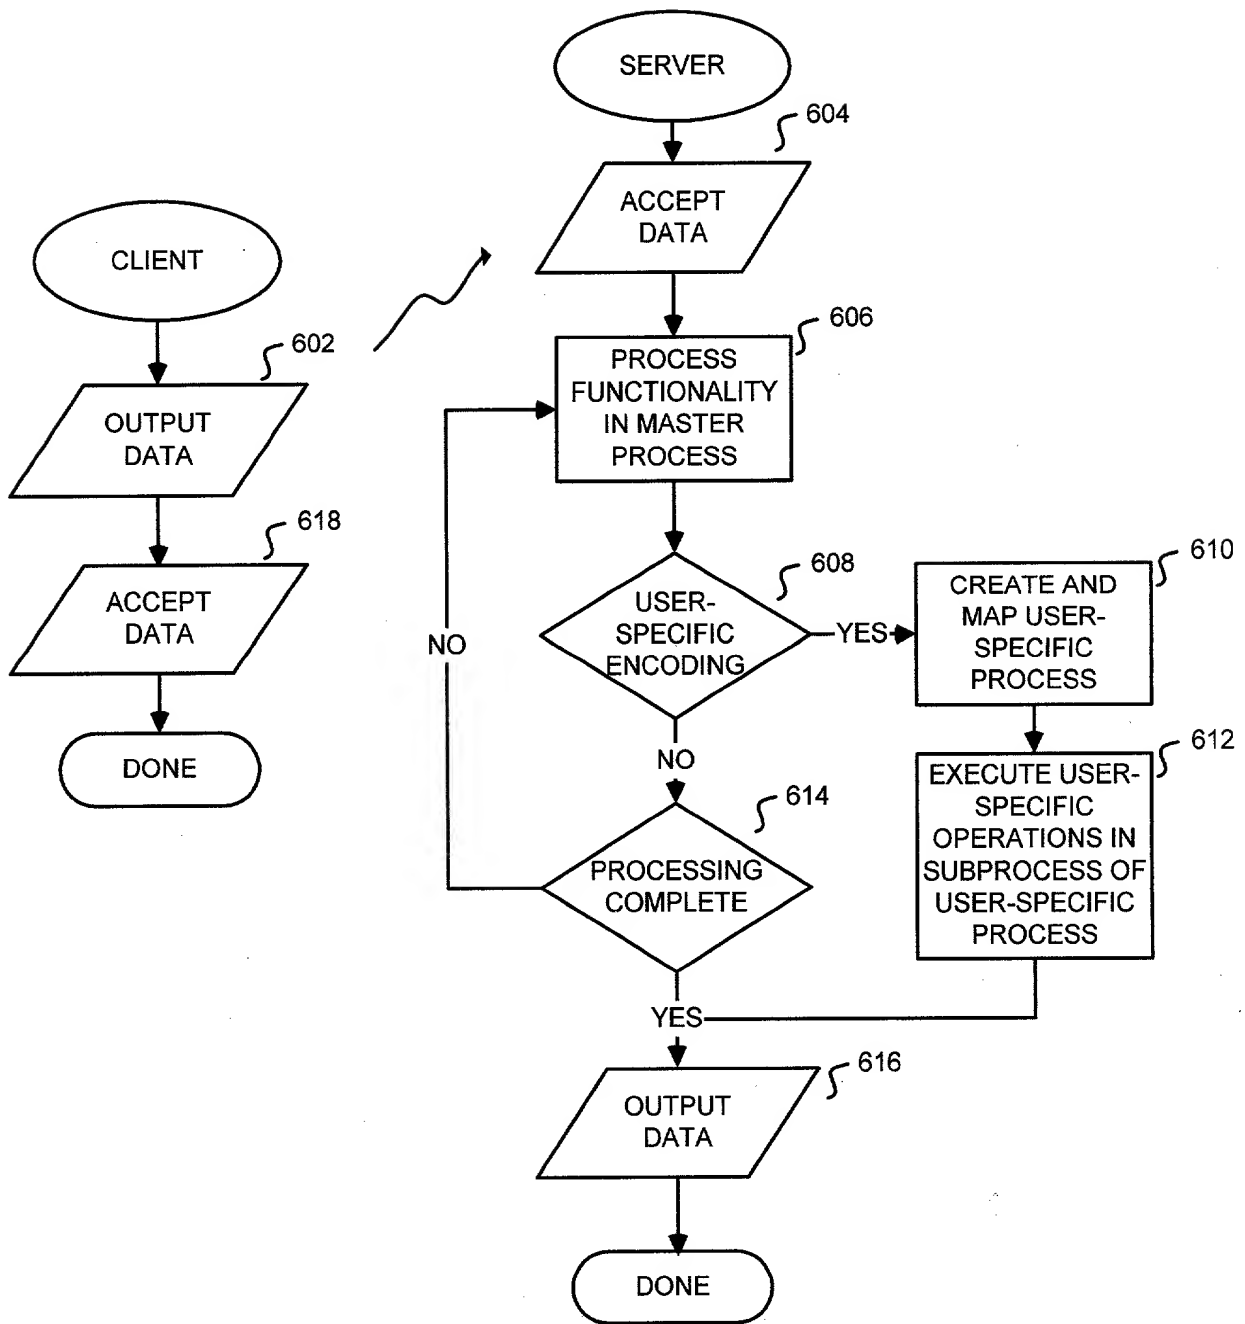 SERVER
604
ACCEPT
DATA
CLIENT
602
OUTPUT
DATA
618
ACCEPT
DATA
DONE
606
PROCESS
FUNCTIONALITY
IN MASTER
PROCESS
608
USER-
SPECIFIC
ENCODING
YES
NO
NO
610
CREATE AND
MAP USER-
SPECIFIC
PROCESS
612
EXECUTE USER-
SPECIFIC
OPERATIONS IN
SUBPROCESS OF
USER-SPECIFIC
PROCESS
614
PROCESSING
COMPLETE
YES
616
OUTPUT
DATA
DONE